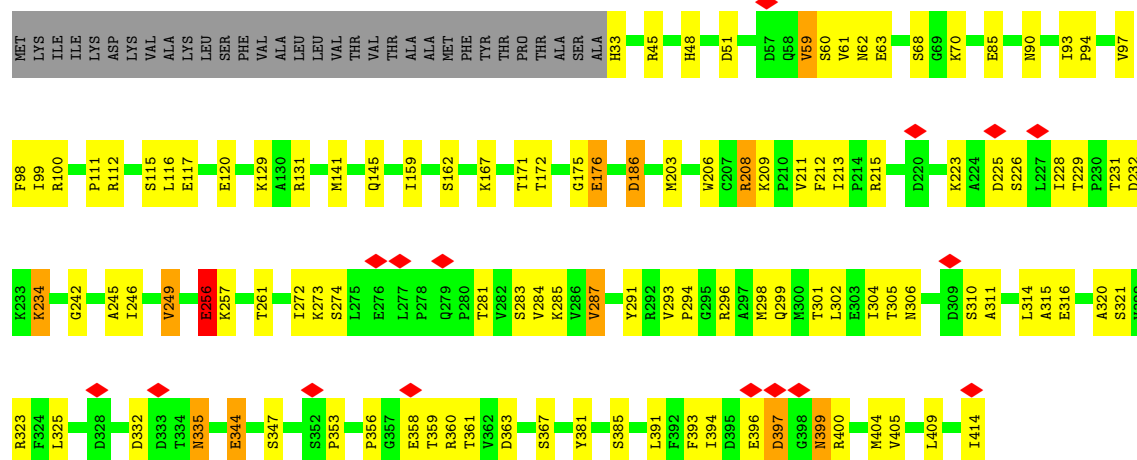 MET LYS ILE ILE LYS ASP LYS VAL ALA LYS LEU SER PHE VAL ALA LEU LEU VAL THR VAL THR ALA ALA MET PHE TYR THR PRO THR ALA SER ALA H33 R45 H48 D51 D57 Q58 V59 S60 V61 N62 E63 S68 G69 K70 E85 N90 I93 P94 V97
F98 I99 R100 P111 R112 S115 L116 E117 E120 K129 A130 R131 M141 Q145 I159 S162 K167 T171 T172 G175 E176 D186 M203 W206 C207 R208 K209 P210 V211 F212 I213 P214 R215 D220 K223 A224 D225 S226 L227 I228 T229 P230 T231 D232
K233 K234 G242 A245 I246 V249 E256 K257 T261 I272 K273 S274 L275 E276 L277 P278 Q279 P280 T281 V282 S283 V284 K285 V286 V287 Y291 R292 V293 P294 G295 R296 A297 M298 Q299 M300 T301 L302 E303 I304 T305 N306 D309 S310 A311 L314 A315 E316 A320 S321
R323 F324 L325 D328 D332 D333 T334 N335 E344 S347 S352 P353 P356 G357 E358 T359 R360 T361 V362 D363 S367 Y381 S385 L391 F392 F393 I394 D395 E396 D397 G398 N399 R400 M404 V405 L409 I414